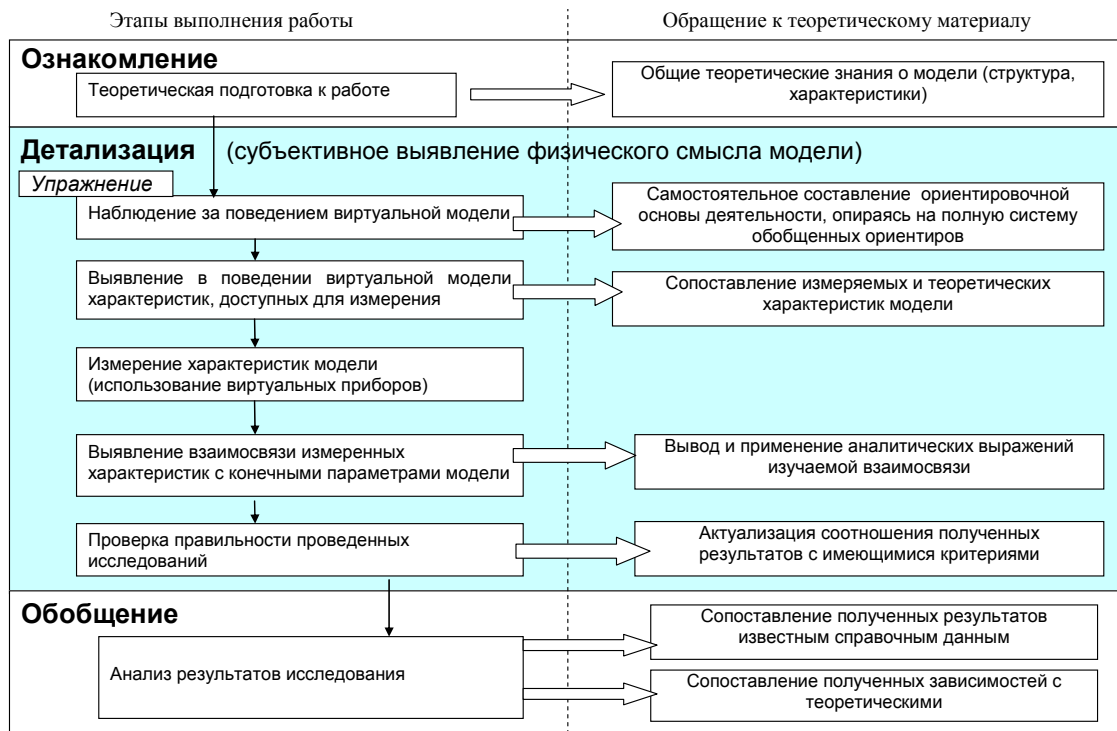 Этапы выполнения работы
Обращение к теоретическому материалу
Ознакомление
Теоретическая подготовка к работе
Общие теоретические знания о модели (структура,
характеристики)
Детализация (субъективное выявление физического смысла модели)
Упражнение
Наблюдение за поведением виртуальной модели
Самостоятельное составление ориентировочной
основы деятельности, опираясь на полную систему
обобщенных ориентиров
Выявление в поведении виртуальной модели
характеристик, доступных для измерения
Сопоставление измеряемых и теоретических
характеристик модели
Измерение характеристик модели
(использование виртуальных приборов)
Выявление взаимосвязи измеренных
характеристик с конечными параметрами модели
Вывод и применение аналитических выражений
изучаемой взаимосвязи
Проверка правильности проведенных
исследований
Актуализация соотношения полученных
результатов с имеющимися критериями
Обобщение
Анализ результатов исследования
Сопоставление полученных результатов
известным справочным данным
Сопоставление полученных зависимостей с
теоретическими